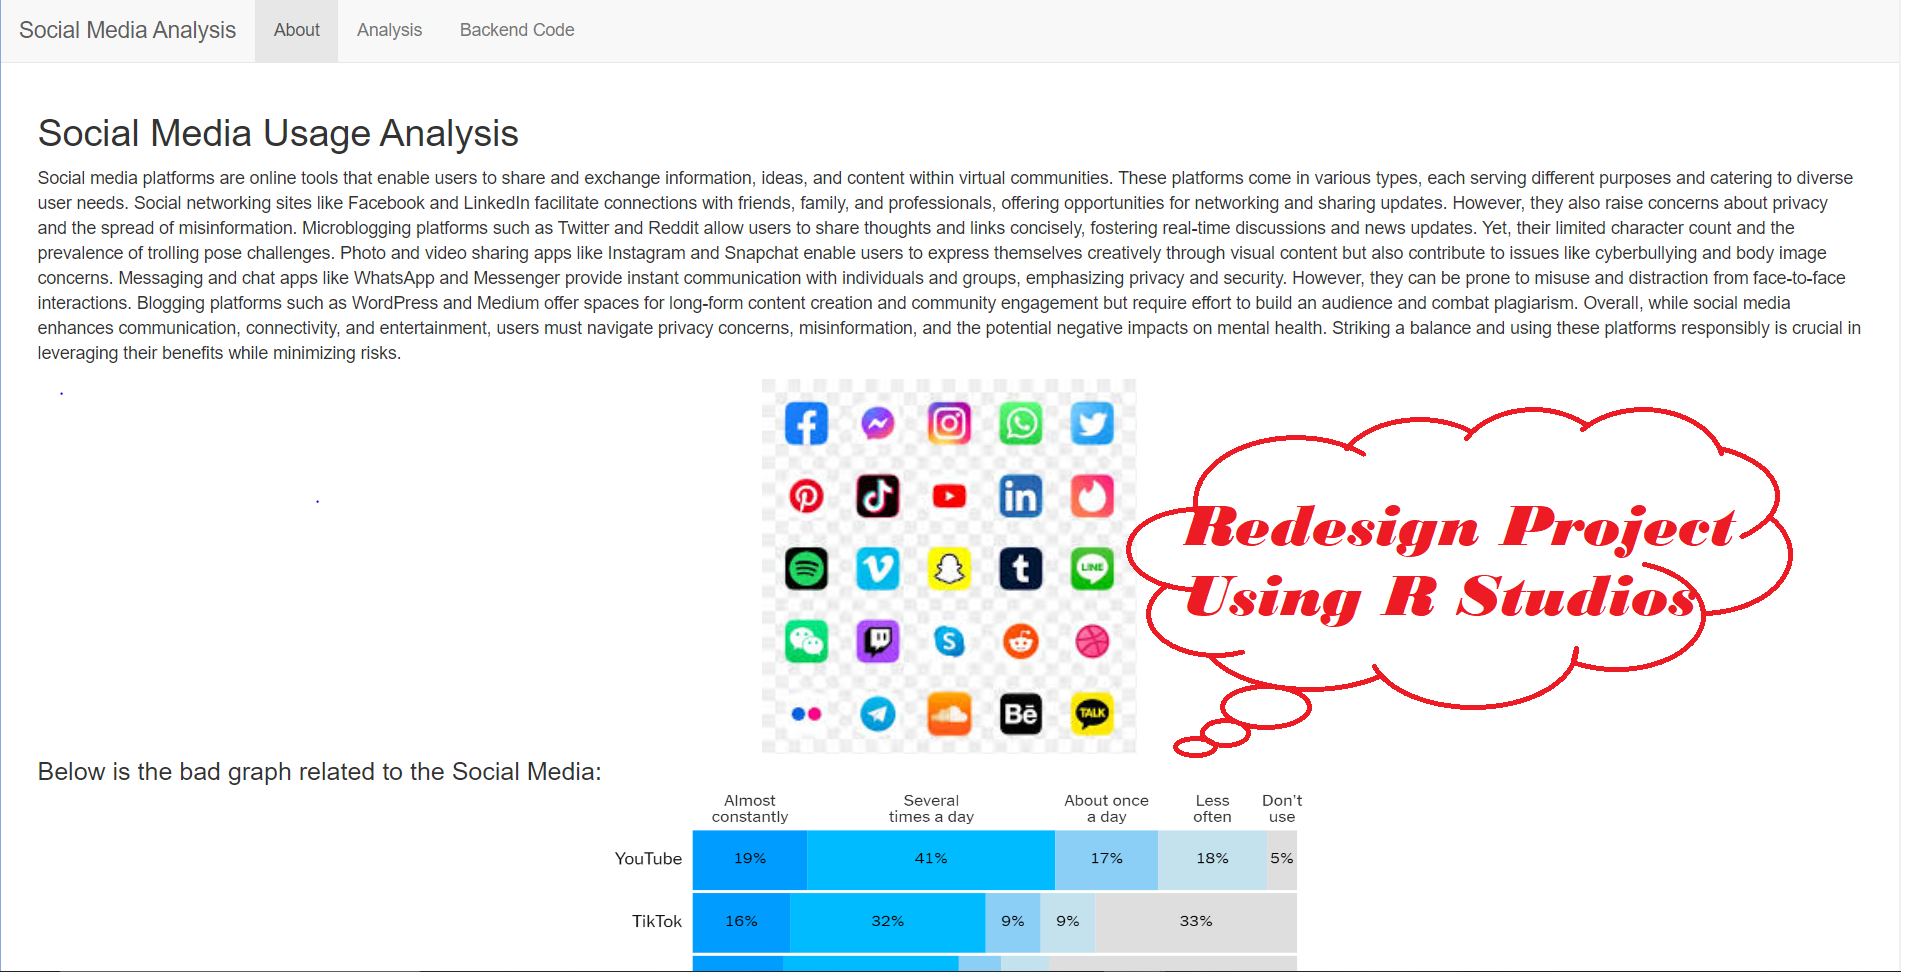 Social Media Analysis About Analysis Backend Code
Social Media Usage Analysis
Social media platforms are online tools that enable users to share and exchange information, ideas, and content within virtual communities. These platforms come in various types, each serving different purposes and catering to diverse
user needs. Social networking sites like Facebook and LinkedIn facilitate connections with friends, family, and professionals, offering opportunities for networking and sharing updates. However, they also raise concerns about privacy
and the spread of misinformation. Microblogging platforms such as Twitter and Reddit allow users to share thoughts and links concisely, fostering real-time discussions and news updates. Yet, their limited character count and the
prevalence of trolling pose challenges. Photo and video sharing apps like Instagram and Snapchat enable users to express themselves creatively through visual content but also contribute to issues like cyberbullying and body image
concerns. Messaging and chat apps like WhatsApp and Messenger provide instant communication with individuals and groups, emphasizing privacy and security. However, they can be prone to misuse and distraction from face-to-face
interactions. Blogging platforms such as WordPress and Medium offer spaces for long-form content creation and community engagement but require effort to build an audience and combat plagiarism. Overall, while social media
enhances communication, connectivity, and entertainment, users must navigate privacy concerns, misinformation, and the potential negative impacts on mental health. Striking a balance and using these platforms responsibly is crucial in
leveraging their benefits while minimizing risks.
in
LINE
Bē
TALK
Redesign Project
Using R Studios
Below is the bad graph related to the Social Media:
Almost constantly
Several times a day
About once a day
Less often
Don't use
YouTube 19% 41% 17% 18% 5%
TikTok 16% 32% 9% 9% 33%